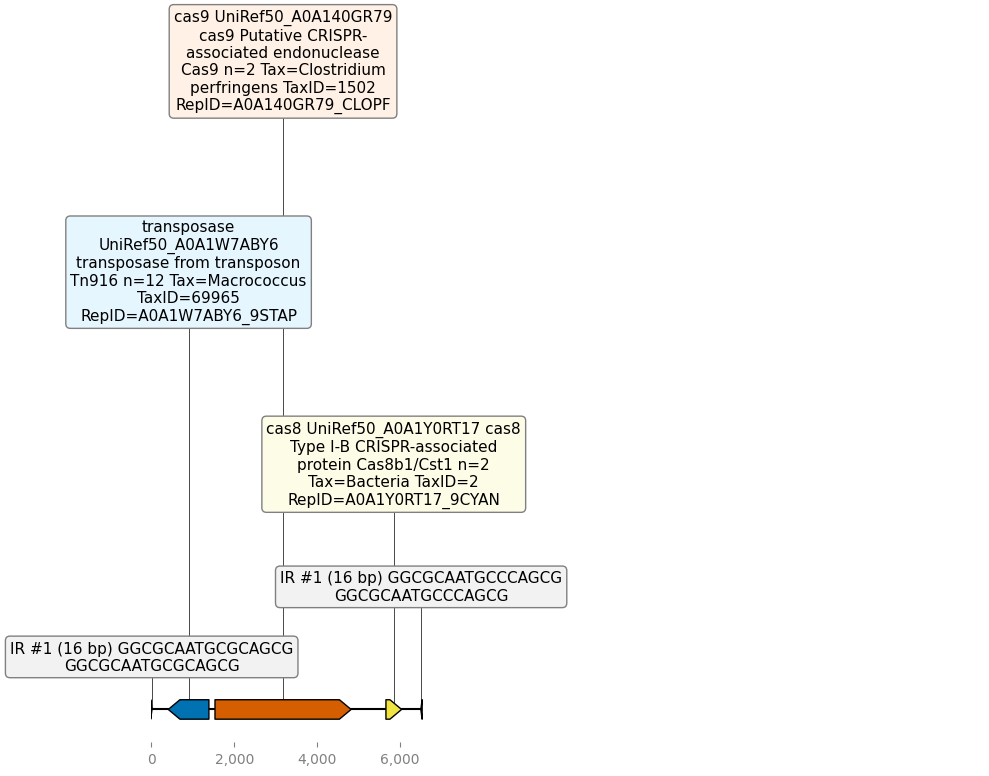 cas9 UniRef50_A0A140GR79
cas9 Putative CRISPR-
associated endonuclease
Cas9 n=2 Tax=Clostridium
perfringens TaxID=1502
RepID=A0A140GR79_CLOPF
transposase
UniRef50_A0A1W7ABY6
transposase from transposon
Tn916 n=12 Tax=Macrococcus
TaxID=69965
RepID=A0A1W7ABY6_9STAP
cas8 UniRef50_A0A1Y0RT17 cas8
Type I-B CRISPR-associated
protein Cas8b1/Cst1 n=2
Tax=Bacteria TaxID=2
RepID=A0A1Y0RT17_9CYAN
IR #1 (16 bp) GGCGCAATGCCCAGCG
GGCGCAATGCCCAGCG
IR #1 (16 bp) GGCGCAATGCGCAGCG
GGCGCAATGCGCAGCG
0 2,000 4,000 6,000